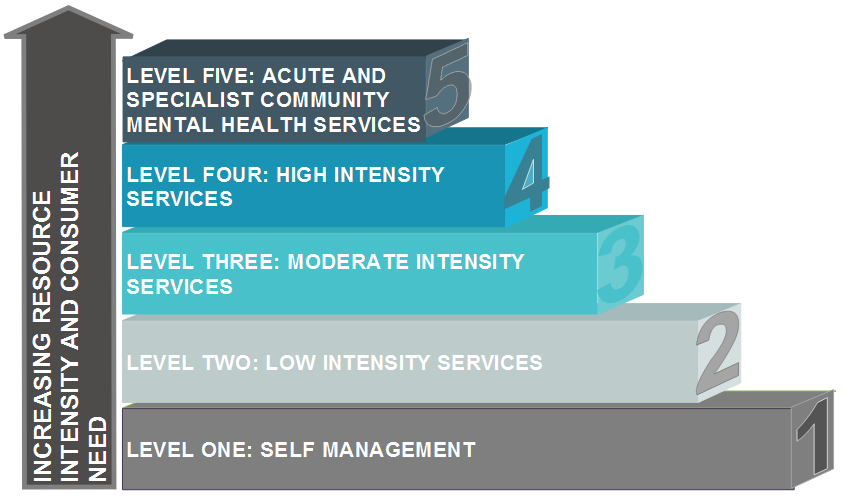 INCREASING RESOURCE
INTENSITY AND CONSUMER
NEED
LEVEL FIVE: ACUTE AND
SPECIALIST COMMUNITY
MENTAL HEALTH SERVICES
5
LEVEL FOUR: HIGH INTENSITY
SERVICES
4
LEVEL THREE: MODERATE INTENSITY
SERVICES
3
LEVEL TWO: LOW INTENSITY SERVICES
2
LEVEL ONE: SELF MANAGEMENT
1